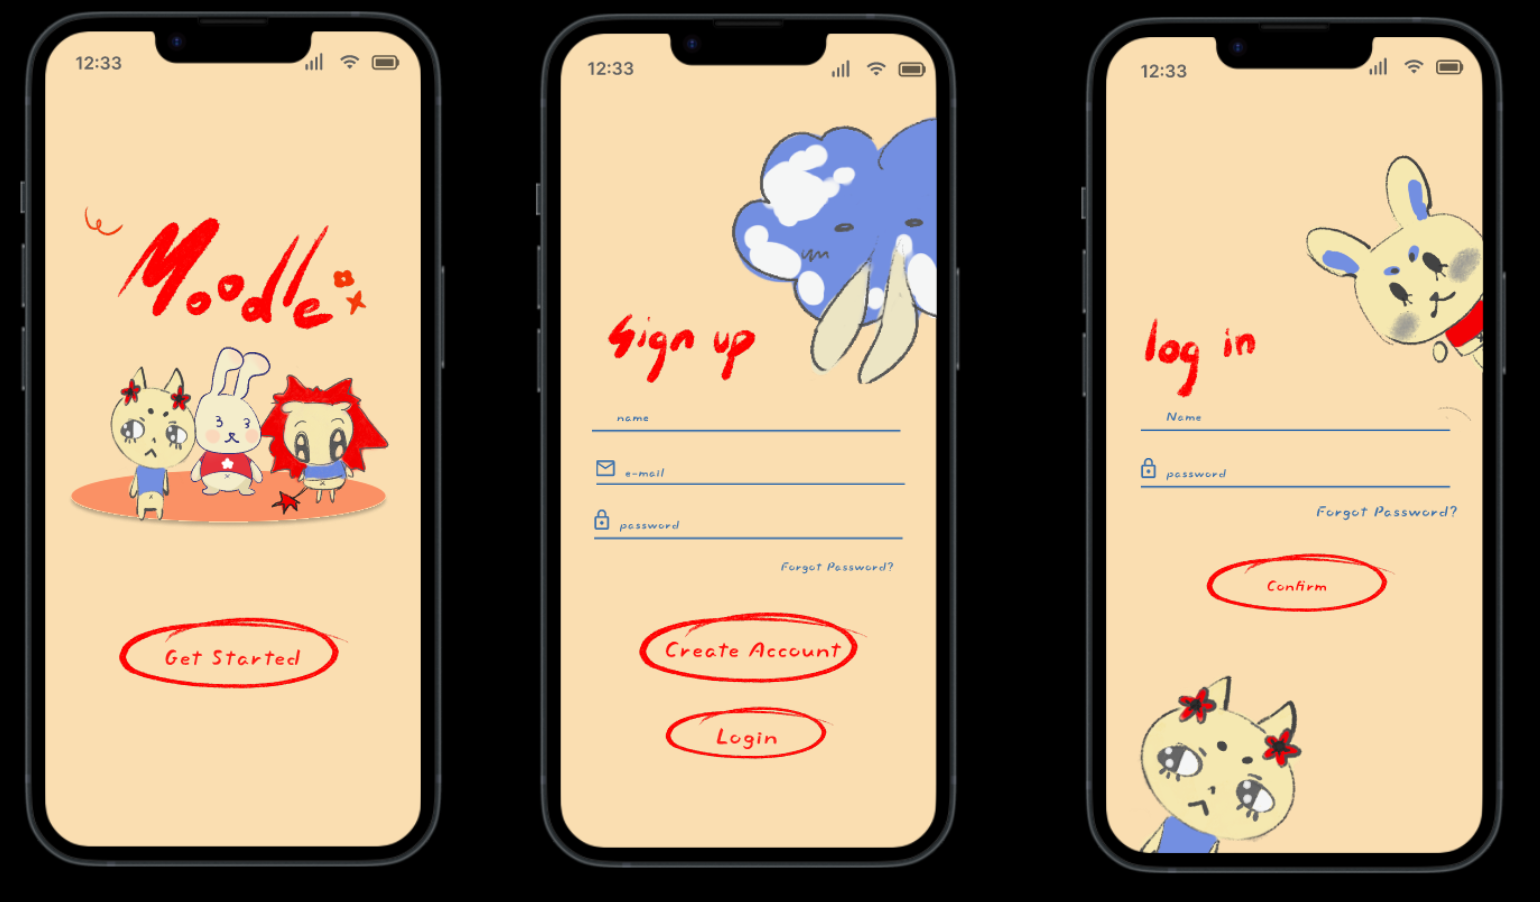 12:33
Moodle
Get Started
12:33
Sign up
name
e-mail
password
Forgot Password?
Create Account
Login
12:33
log in
Name
password
Forgot Password?
Confirm